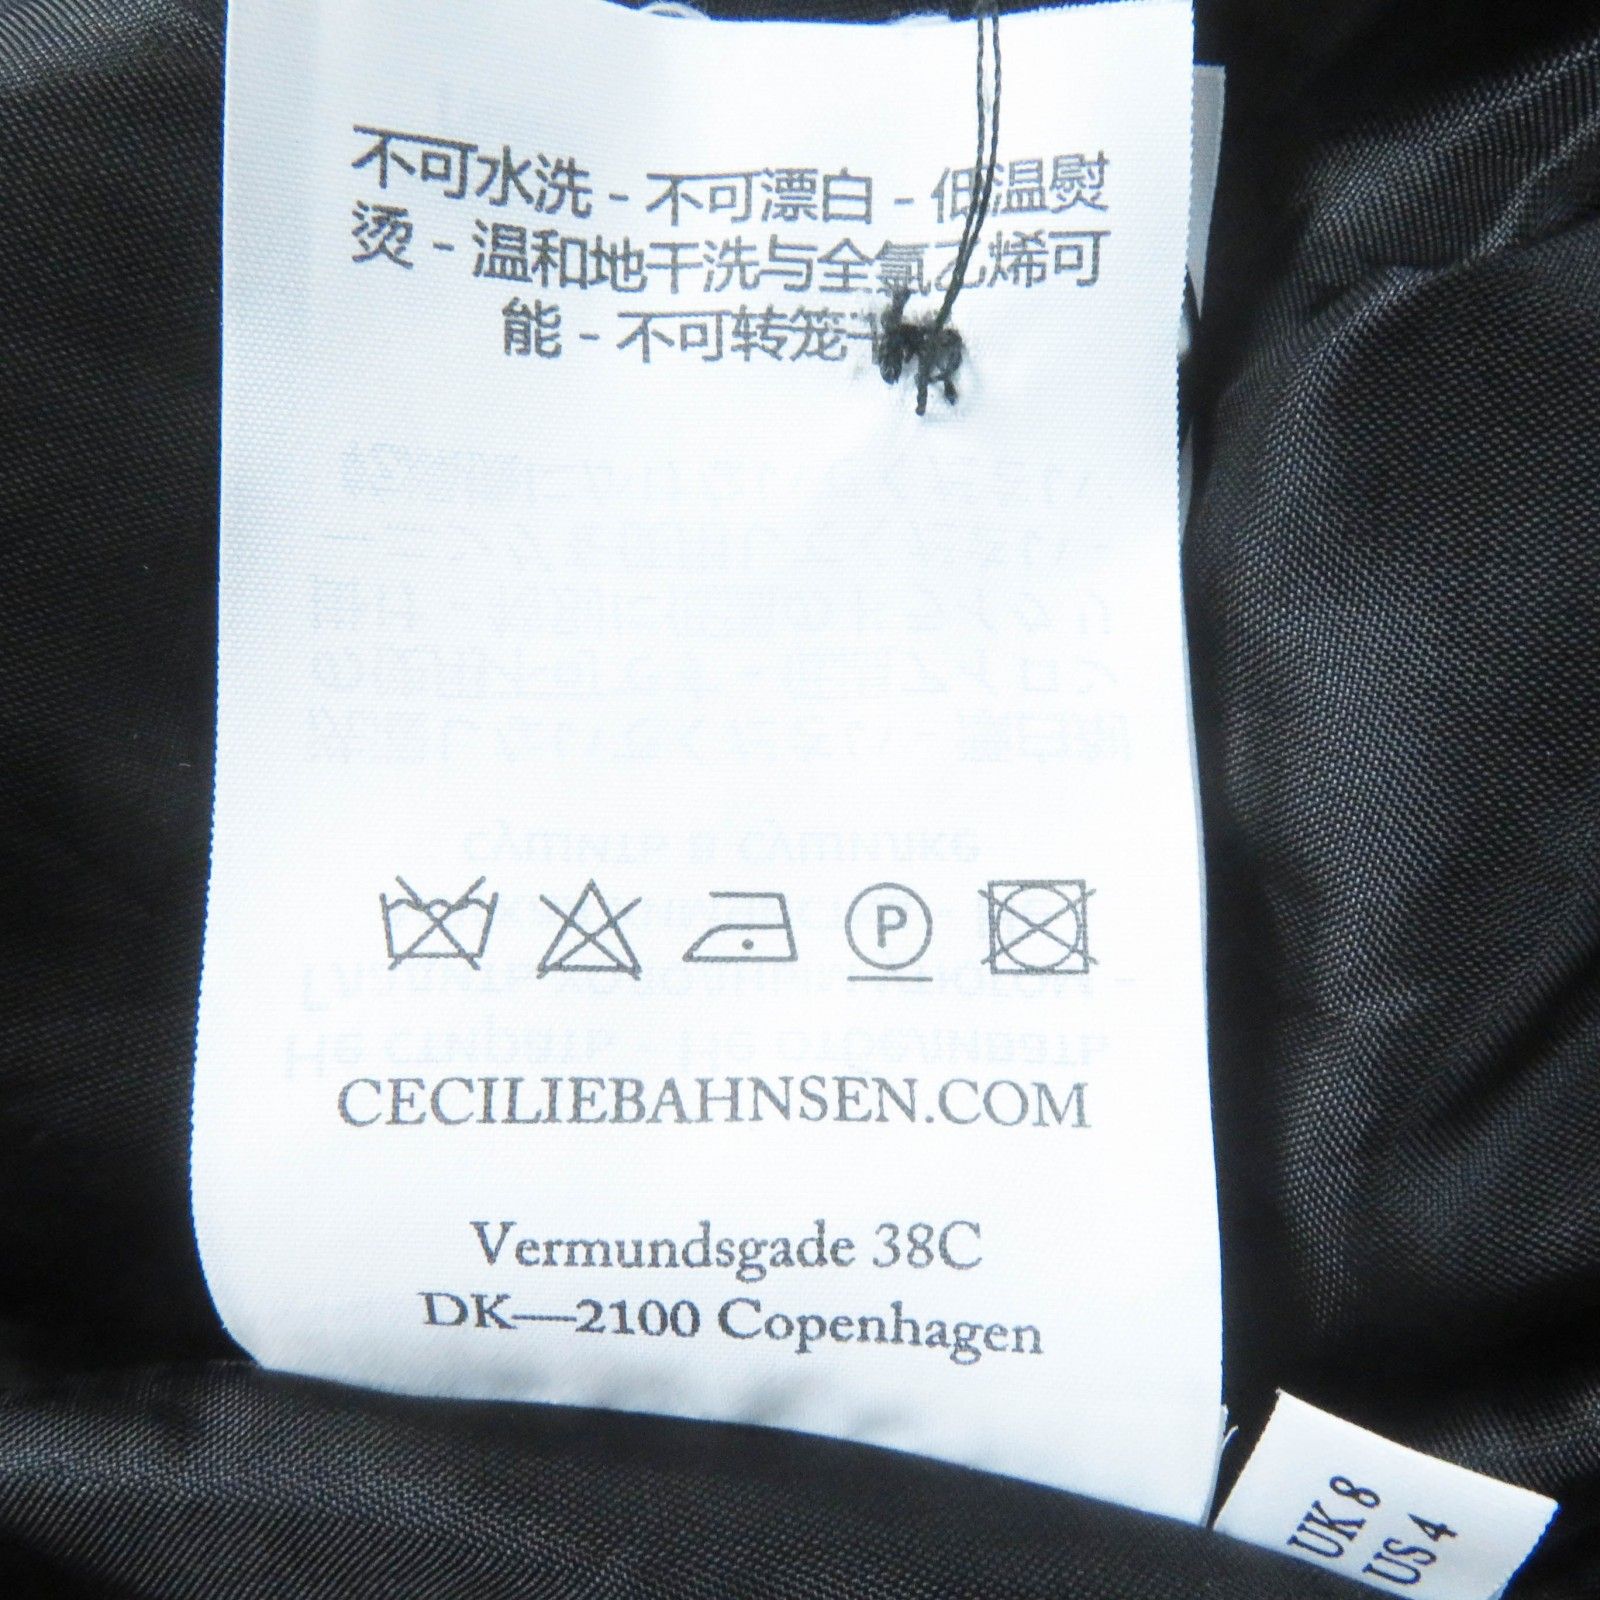 不可水洗 - 不可漂白 - 低温熨
烫 - 温和地干洗与全氯乙烯可
能 - 不可转笼
P
CECILIEBAHNSEN.COM
Vermundsgade 38C
DK—2100 Copenhagen
UK 8
US 4